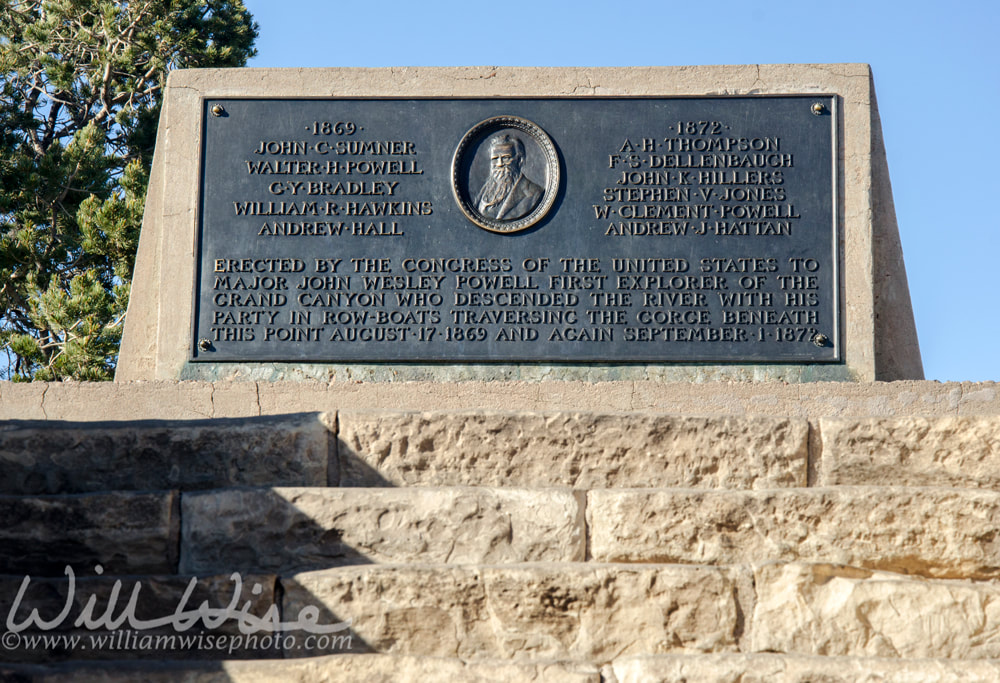 ·1869·
JOHN·C·SUMNER
WALTER·H·POWELL
G·Y·BRADLEY
WILLIAM·R·HAWKINS
ANDREW·HALL
·1872·
A·H·THOMPSON
F·S·DELLENBAUGH
JOHN·K·HILLERS
STEPHEN·V·JONES
W·CLEMENT·POWELL
ANDREW·J·HATTAN
ERECTED BY THE CONGRESS OF THE UNITED STATES TO
MAJOR JOHN WESLEY POWELL FIRST EXPLORER OF THE
GRAND CANYON WHO DESCENDED THE RIVER WITH HIS
PARTY IN ROW-BOATS TRAVERSING THE GORGE BENEATH
THIS POINT AUGUST·17·1869 AND AGAIN SEPTEMBER·1·1872
Will Wise
©www.williamwisephoto.com